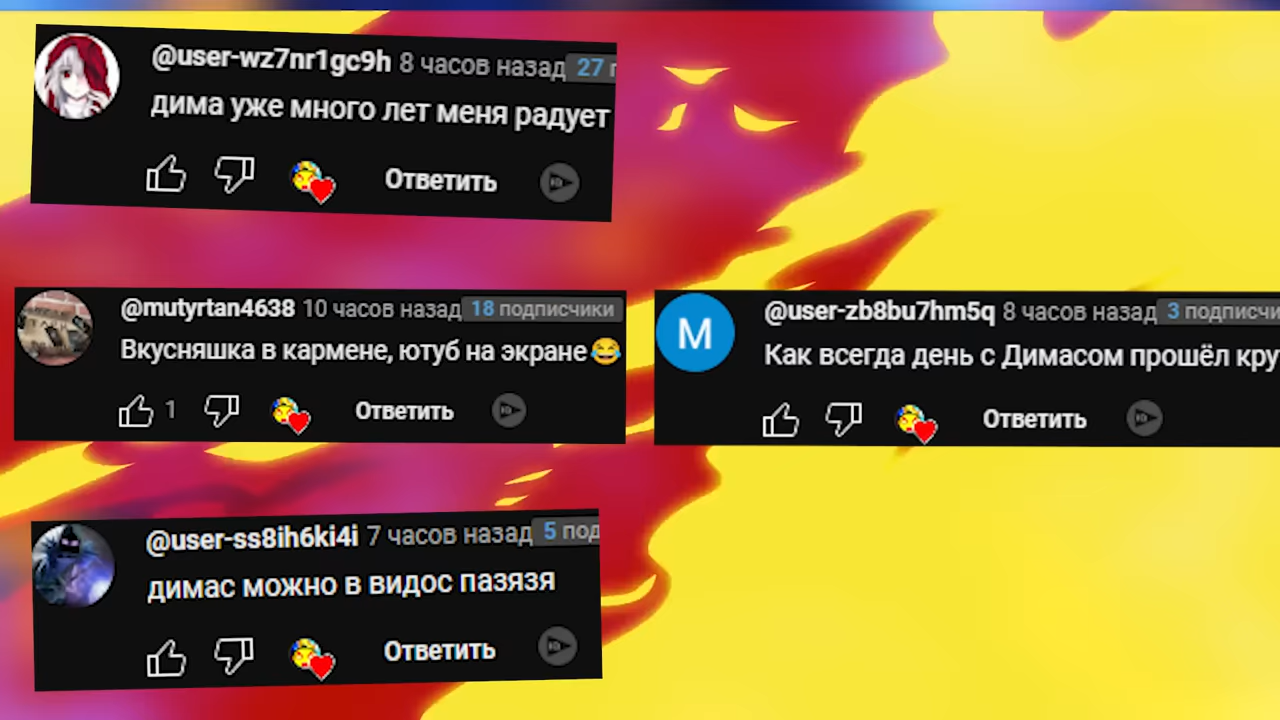 @user-wz7nr1gc9h 8 часов назад 27
дима уже много лет меня радует
Ответить
@mutyrtan4638 10 часов назад 18 подписчики
Вкусняшка в кармене, ютуб на экране😂
1 Ответить
@user-zb8bu7hm5q 8 часов назад 3 подписчи
Как всегда день с Димасом прошёл кру
M
Ответить
@user-ss8ih6ki4i 7 часов назад 5 под
димас можно в видос пазязя
Ответить